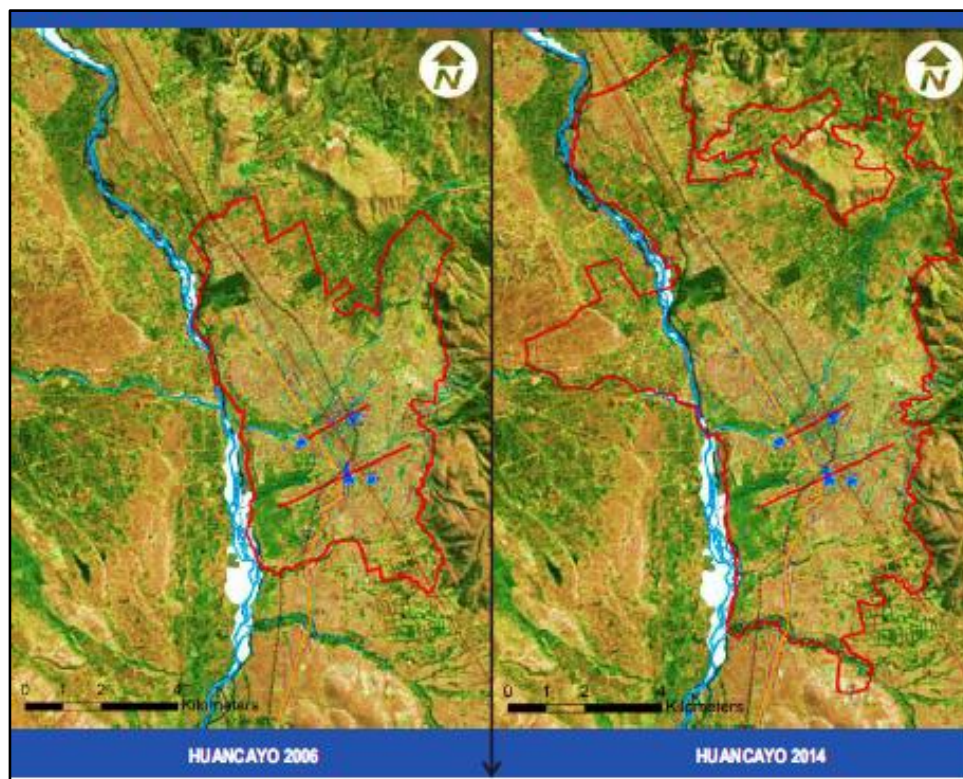 N
N
0 1 2 4
Kilometers
0 1 2 4
Kilometers
HUANCAYO 2006
HUANCAYO 2014